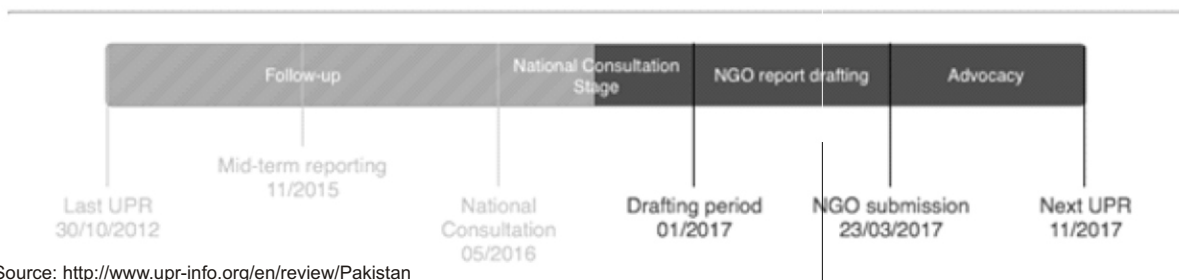 Follow-up
National Consultation
Stage
NGO report drafting
Advocacy
Mid-term reporting
11/2015
Last UPR
30/10/2012
National
Consultation
05/2016
Drafting period
01/2017
NGO submission
23/03/2017
Next UPR
11/2017
Source: http://www.upr-info.org/en/review/Pakistan